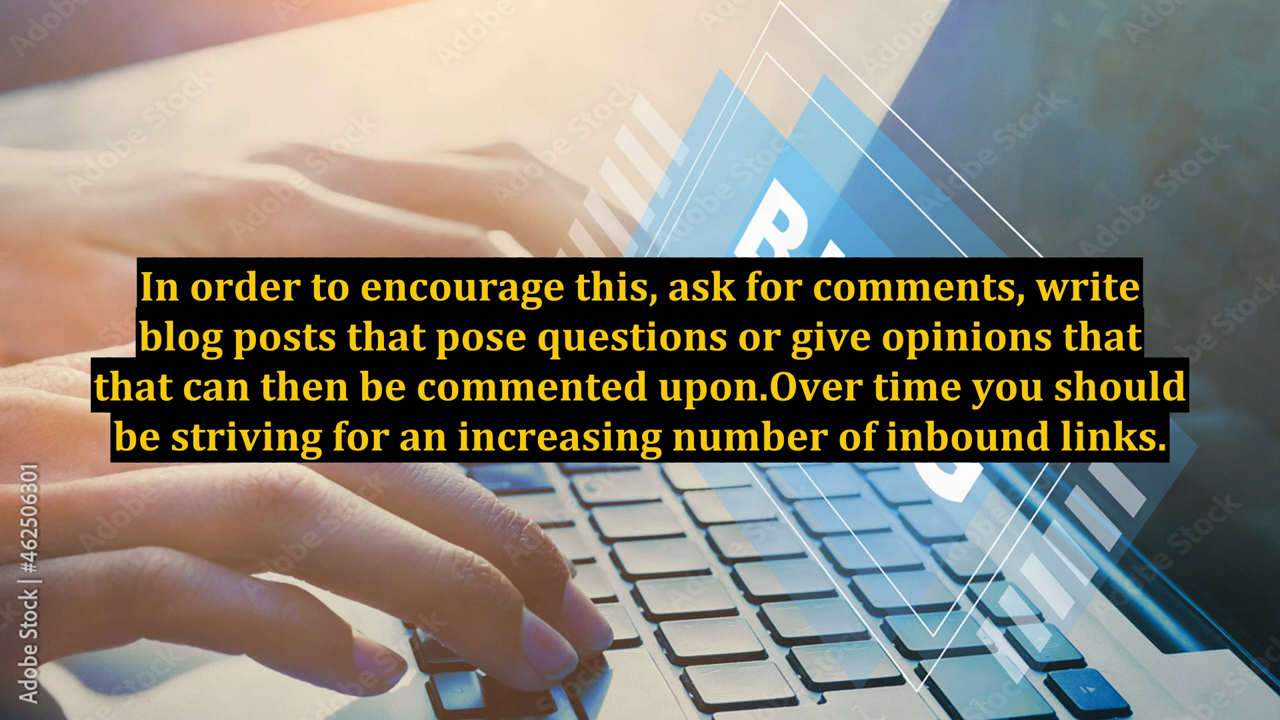 In order to encourage this, ask for comments, write
blog posts that pose questions or give opinions that
that can then be commented upon.Over time you should
be striving for an increasing number of inbound links.
Adobe Stock | #462506301